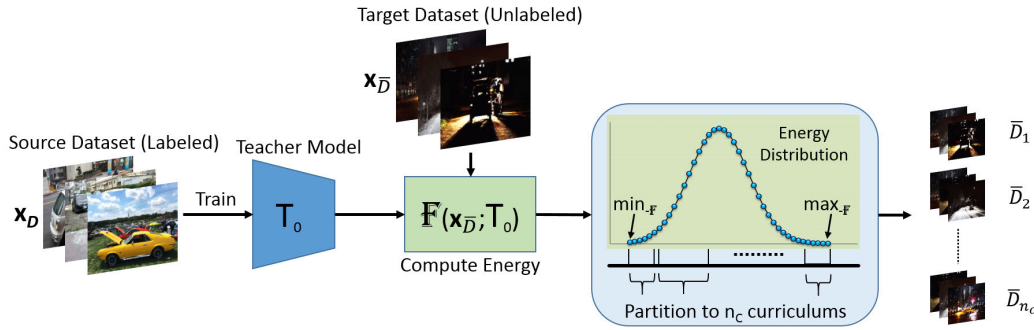 Target Dataset (Unlabeled)
𝐱_D̅
Source Dataset (Labeled)
𝐱_𝑫
Train
Teacher Model
T₀
𝔽(𝐱_D̅;T₀)
Compute Energy
Energy
Distribution
min_-𝔽
max_-𝔽
Partition to n_C curriculums
D̅₁
D̅₂
D̅_n_c